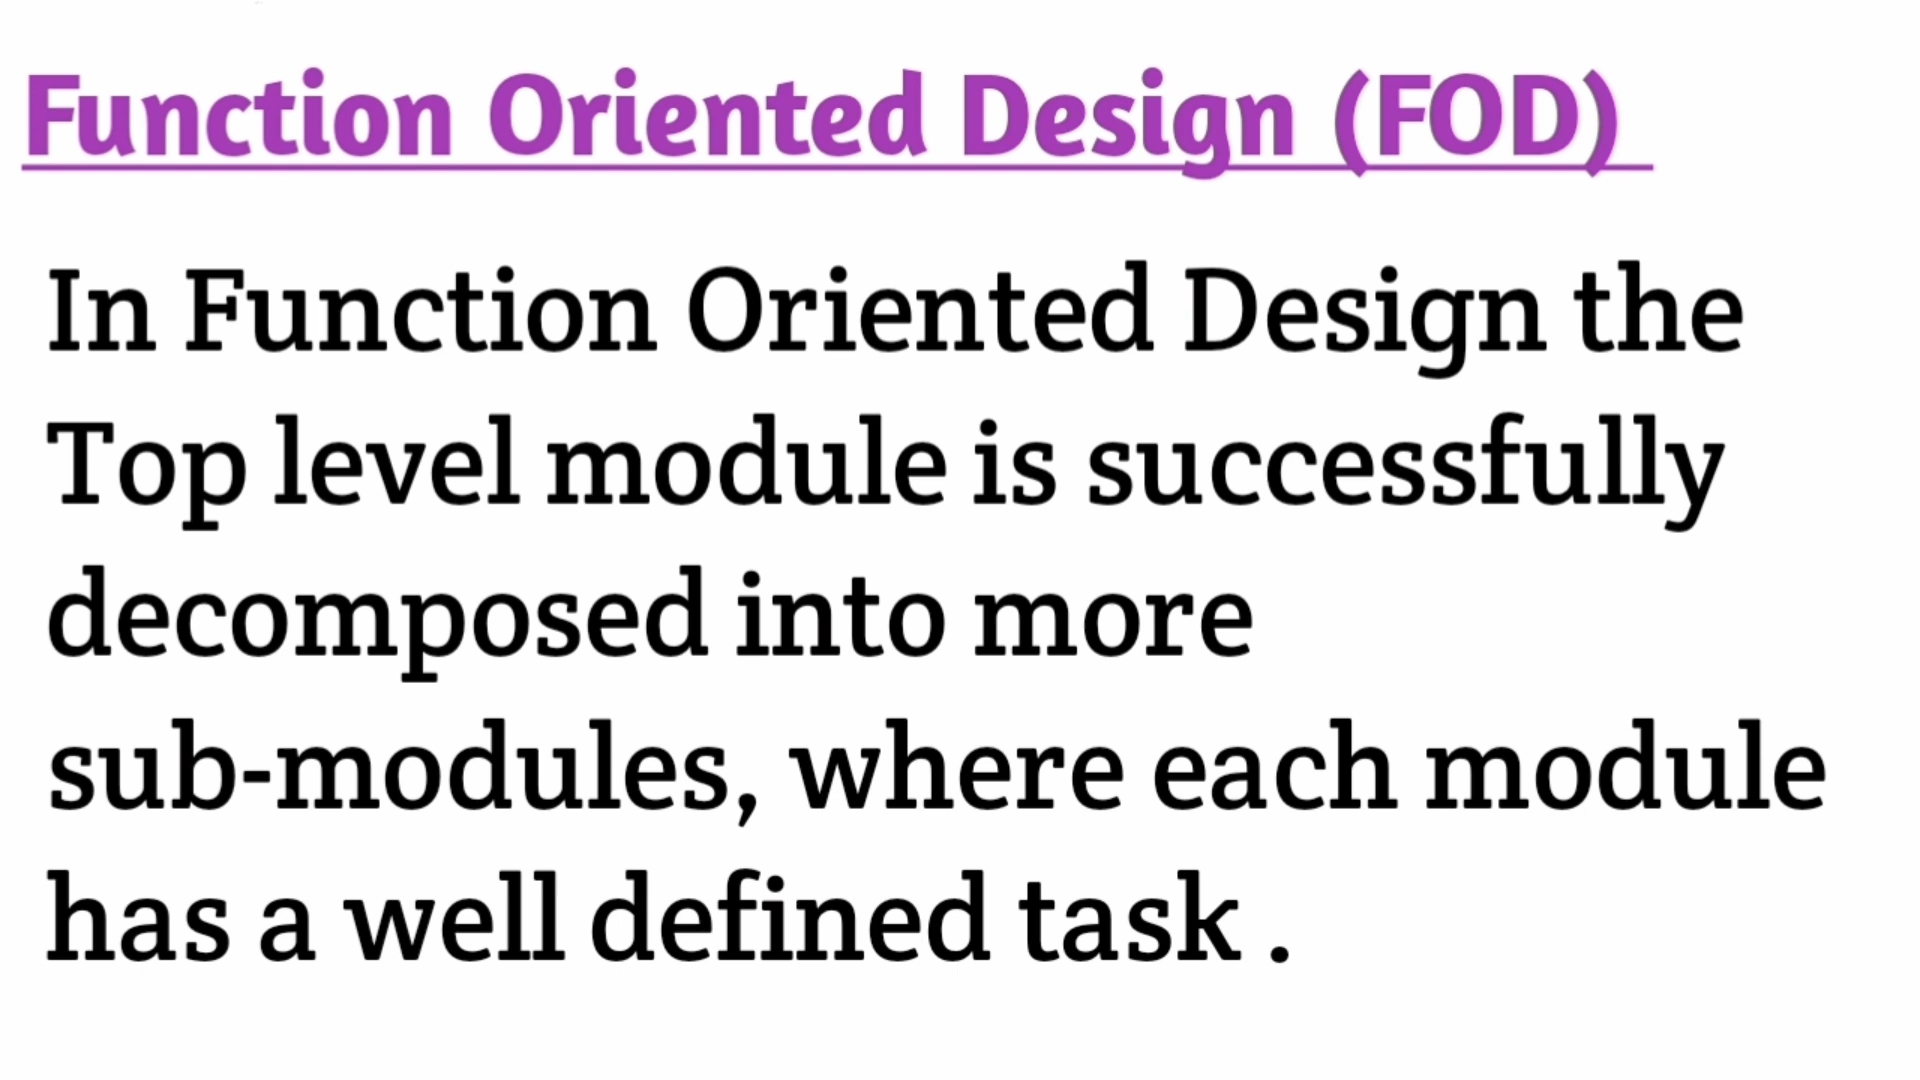 Function Oriented Design (FOD)
In Function Oriented Design the
Top level module is successfully
decomposed into more
sub-modules, where each module
has a well defined task .